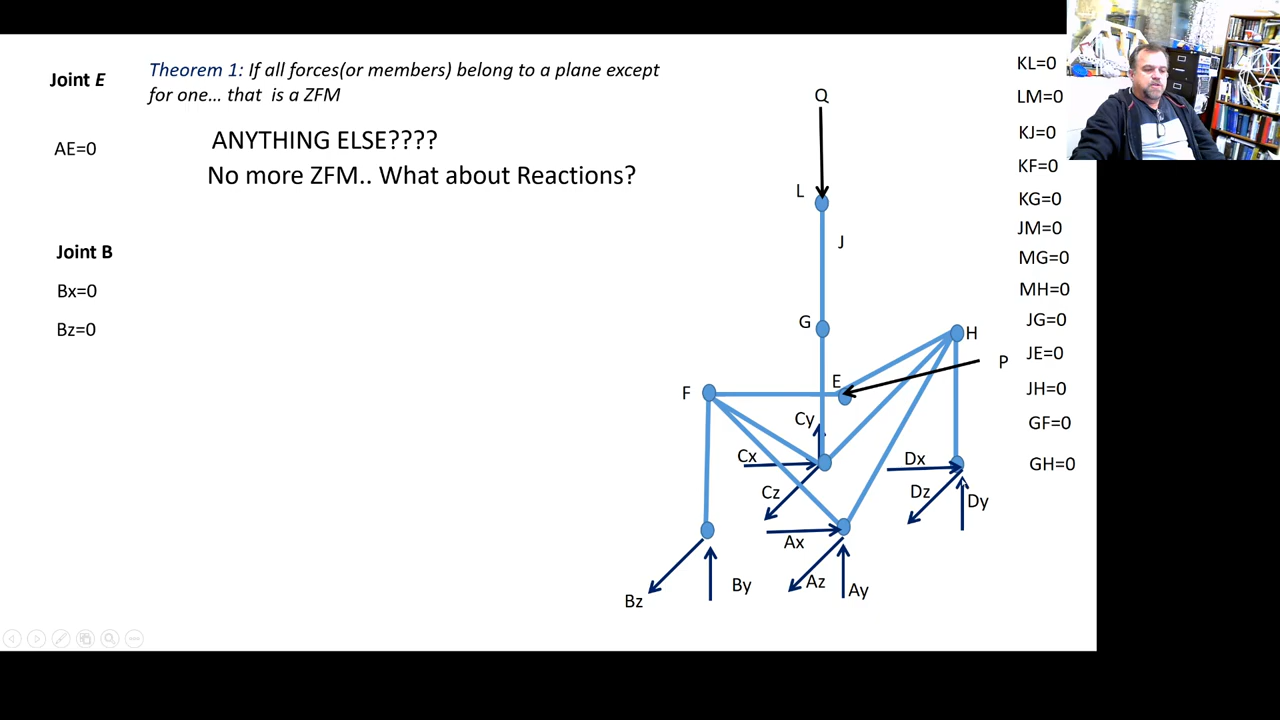 Joint E
Theorem 1: If all forces(or members) belong to a plane except
for one... that is a ZFM
AE=0
ANYTHING ELSE????
No more ZFM.. What about Reactions?
Joint B
Bx=0
Bz=0
Q
L
J
G
H
P
E
F
Cy
Cx
Cz
Dx
Dz
Dy
Ax
Az
Ay
Bz
By
KL=0
LM=0
KJ=0
KF=0
KG=0
JM=0
MG=0
MH=0
JG=0
JE=0
JH=0
GF=0
GH=0